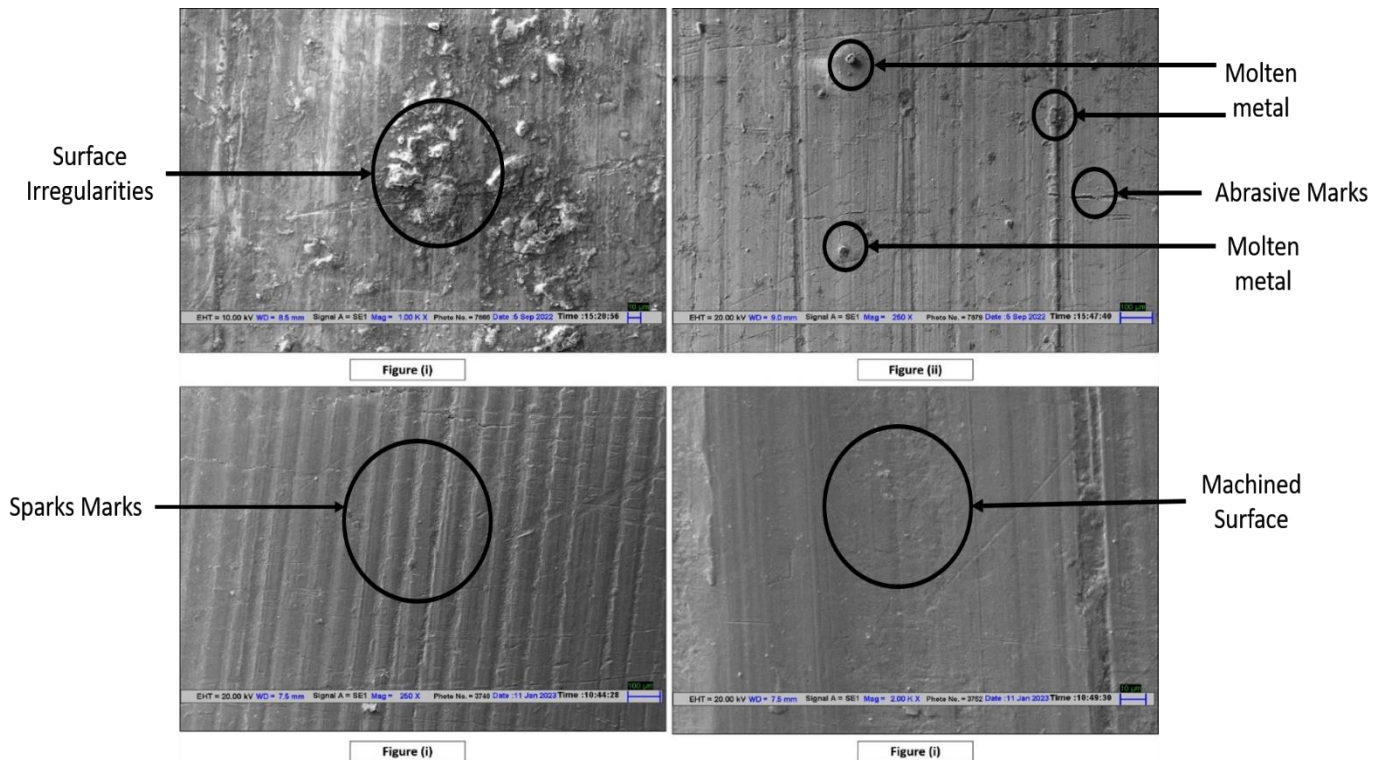 Surface
Irregularities
10 µm
EHT = 10.00 kV WD = 8.5 mm Signal A = SE1 Mag = 1.00 K X Photo No. = 7666 Date :5 Sep 2022 Time :15:20:56
Figure (i)
Molten
metal
Abrasive Marks
Molten
metal
100 µm
EHT = 20.00 kV WD = 9.0 mm Signal A = SE1 Mag = 250 X Photo No. = 7679 Date :5 Sep 2022 Time :15:47:40
Figure (ii)
Sparks Marks
100 µm
EHT = 20.00 kV WD = 7.5 mm Signal A = SE1 Mag = 250 X Photo No. = 3748 Date :11 Jan 2023 Time :10:44:28
Figure (i)
Machined
Surface
10 µm
EHT = 20.00 kV WD = 7.5 mm Signal A = SE1 Mag = 2.00 K X Photo No. = 3752 Date :11 Jan 2023 Time :10:49:30
Figure (i)